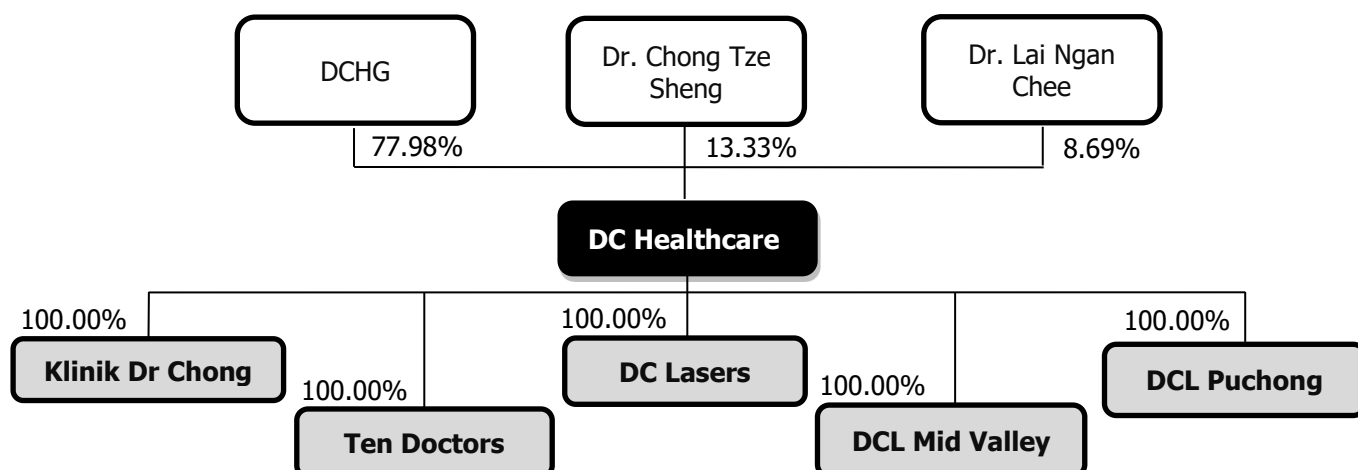 DCHG
Dr. Chong Tze
Sheng
Dr. Lai Ngan
Chee
77.98%
13.33%
8.69%
DC Healthcare
100.00%
Klinik Dr Chong
100.00%
Ten Doctors
100.00%
DC Lasers
100.00%
DCL Mid Valley
100.00%
DCL Puchong